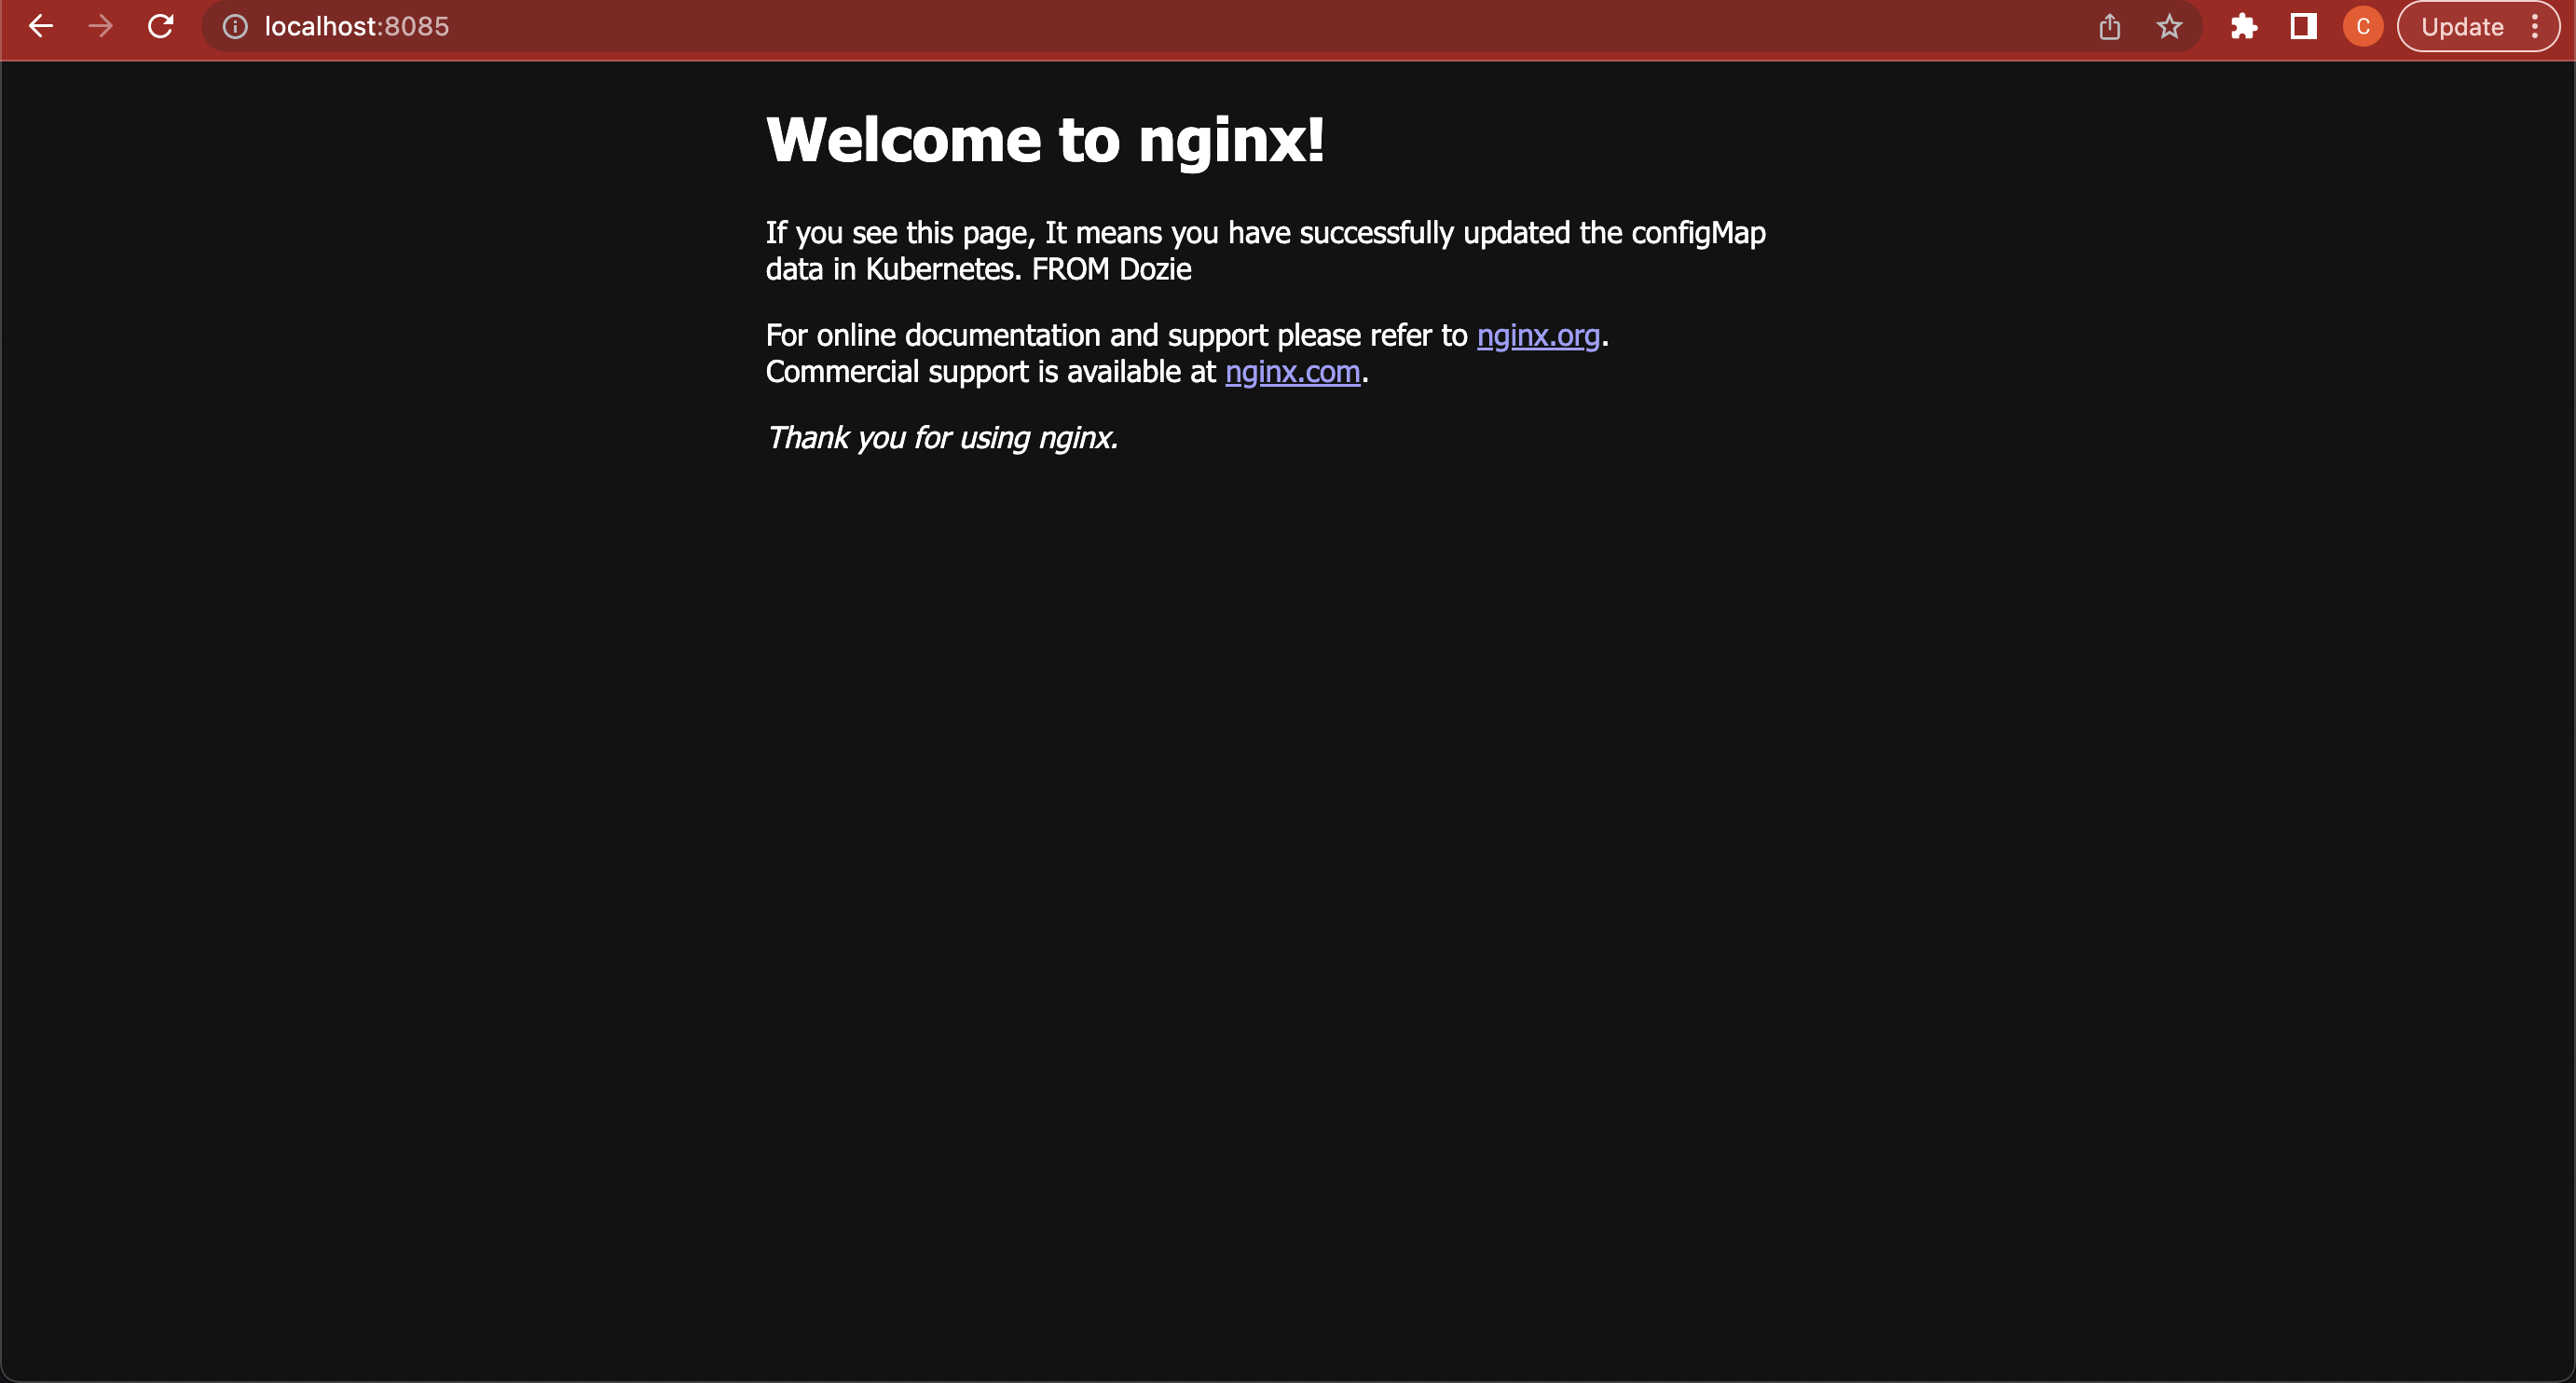 localhost:8085
C
Update
Welcome to nginx!
If you see this page, It means you have successfully updated the configMap
data in Kubernetes. FROM Dozie
For online documentation and support please refer to nginx.org.
Commercial support is available at nginx.com.
Thank you for using nginx.